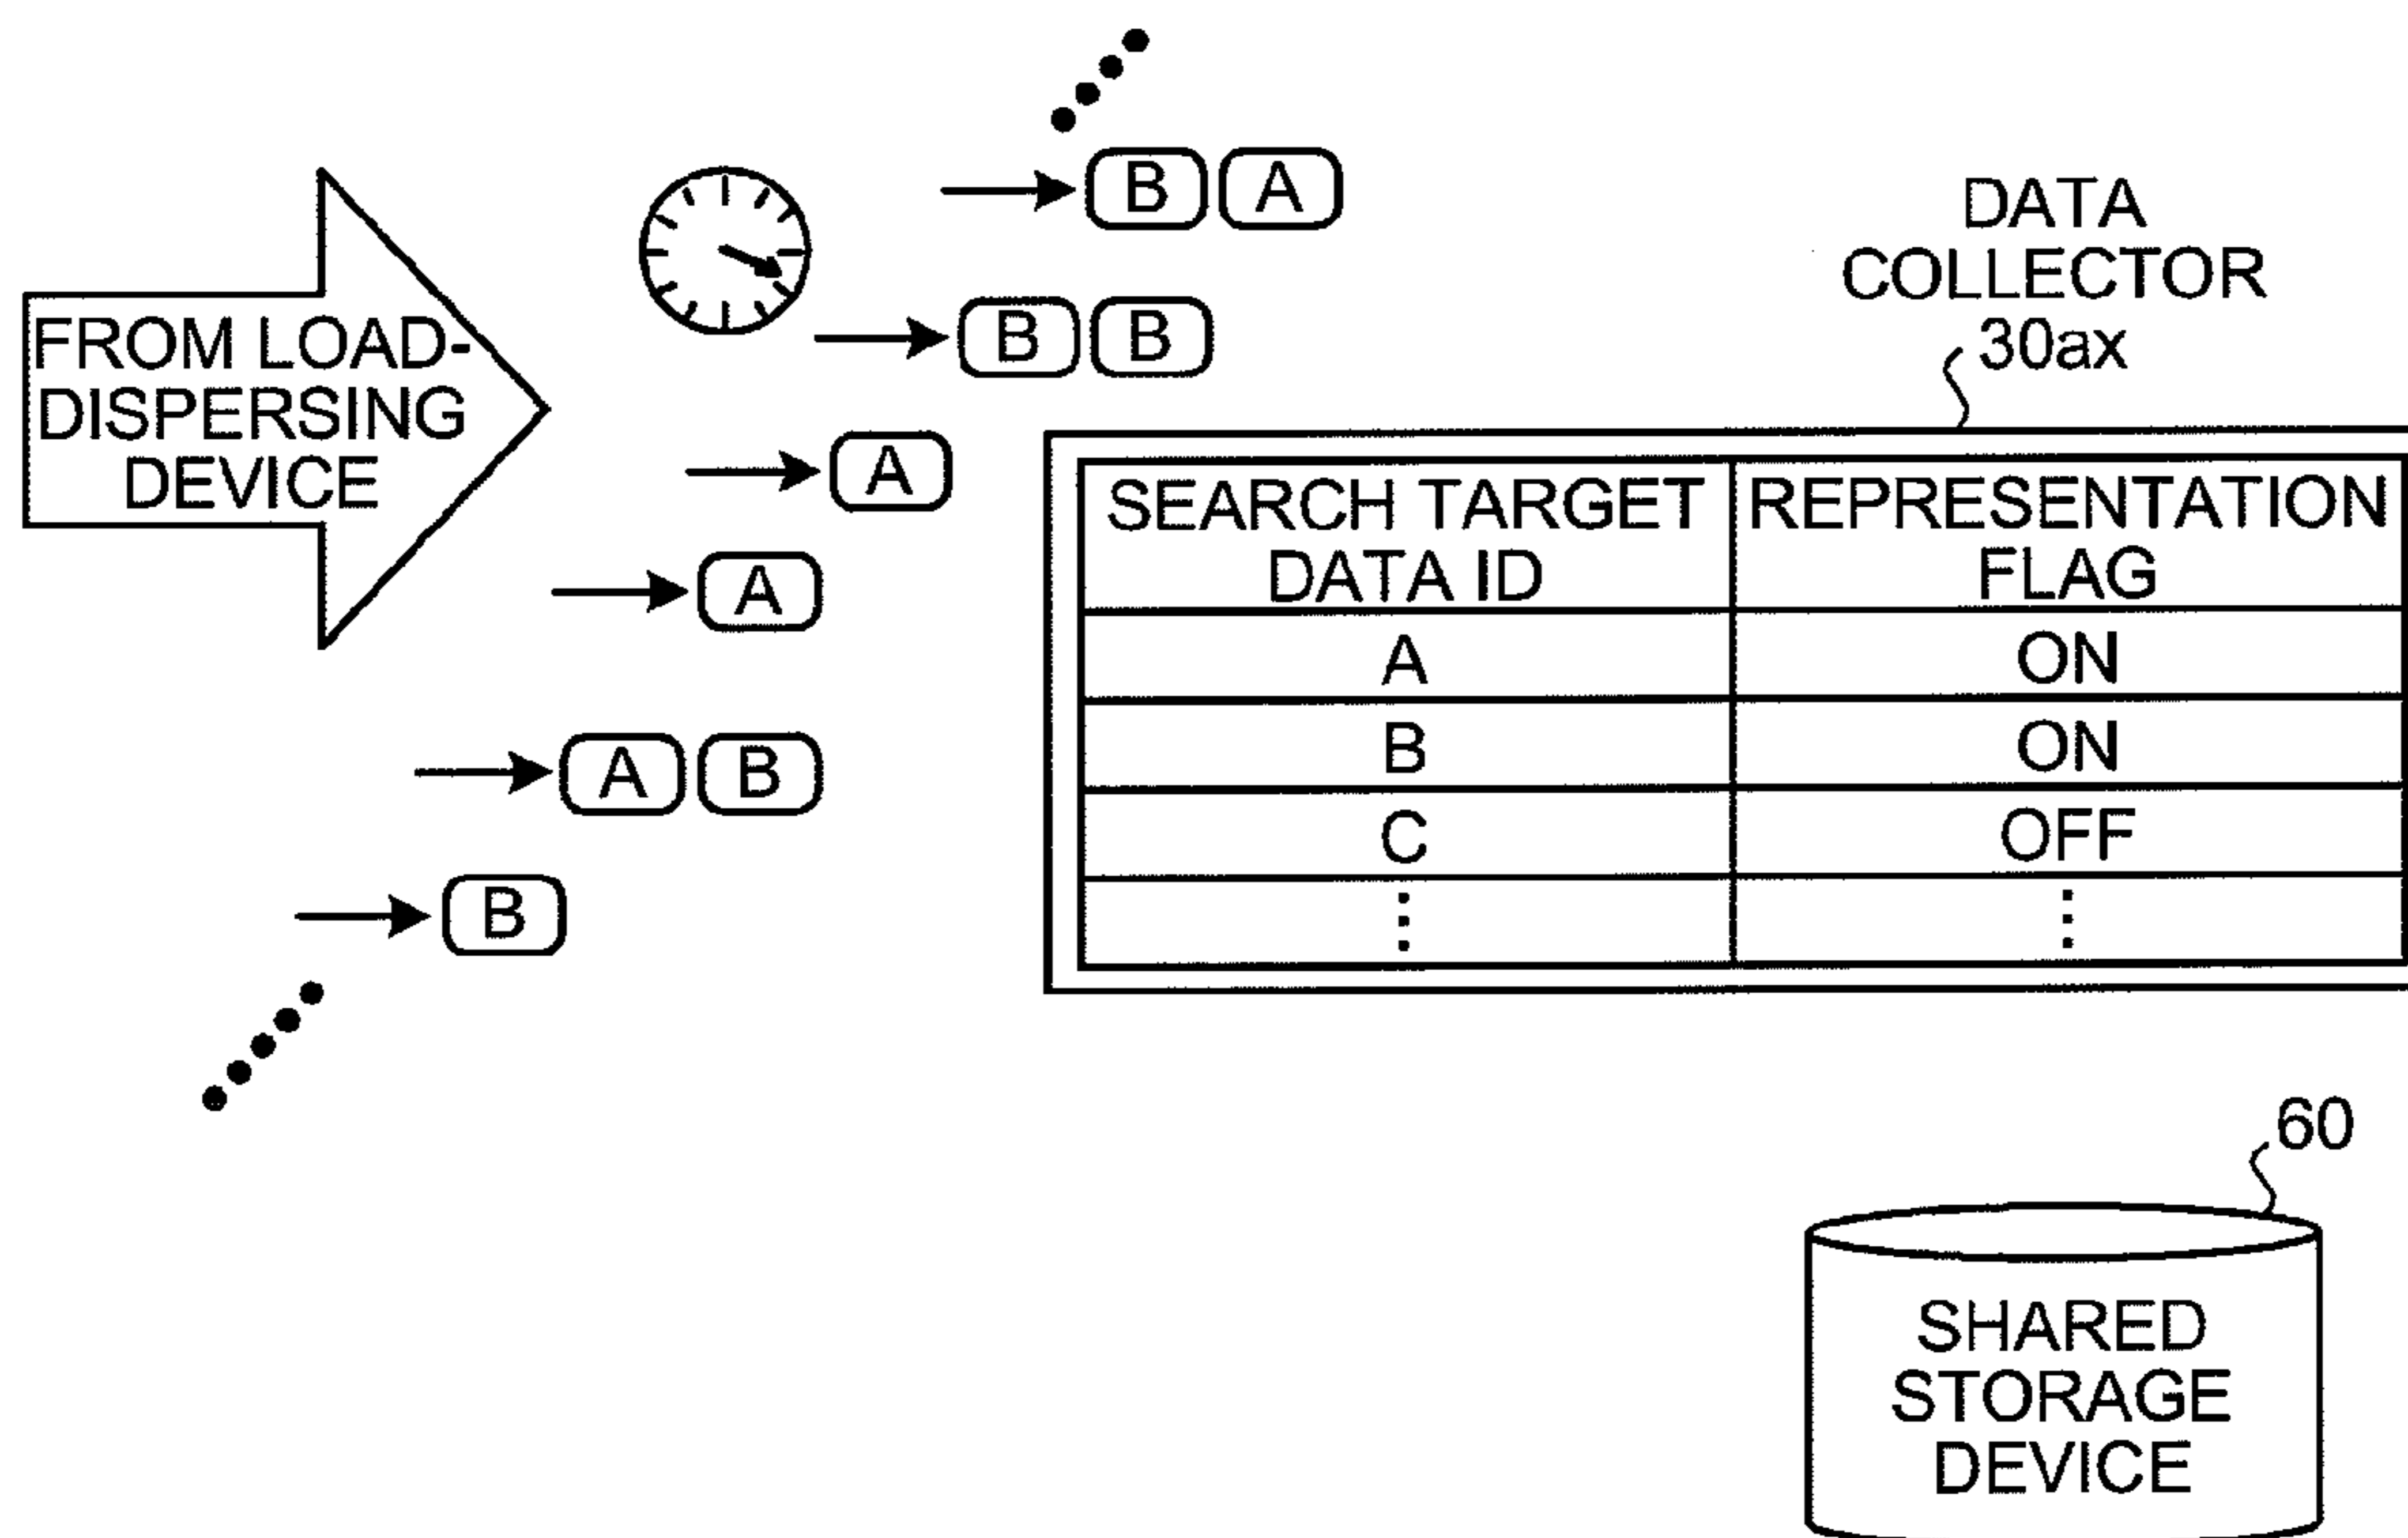 B A
DATA
COLLECTOR
30ax
B B
FROM LOAD-
DISPERSING
DEVICE
A
A
A B
B
SEARCH TARGET
DATA ID
REPRESENTATION
FLAG
A ON
B ON
C OFF
60
SHARED
STORAGE
DEVICE